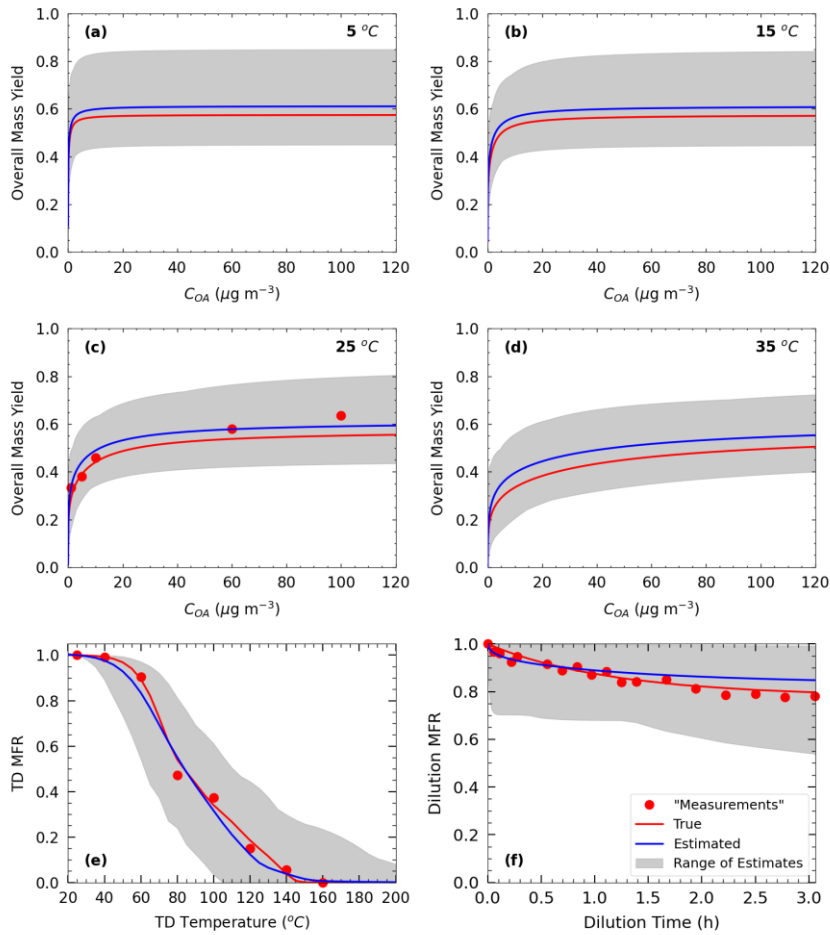 (a) 5 °C
1.0
0.8
0.6
0.4
0.2
0.0
Overall Mass Yield
0 20 40 60 80 100 120
C_OA (μg m⁻³)
(b) 15 °C
1.0
0.8
0.6
0.4
0.2
0.0
Overall Mass Yield
0 20 40 60 80 100 120
C_OA (μg m⁻³)
(c) 25 °C
1.0
0.8
0.6
0.4
0.2
0.0
Overall Mass Yield
0 20 40 60 80 100 120
C_OA (μg m⁻³)
(d) 35 °C
1.0
0.8
0.6
0.4
0.2
0.0
Overall Mass Yield
0 20 40 60 80 100 120
C_OA (μg m⁻³)
1.0
0.8
0.6
0.4
0.2
0.0
TD MFR
(e)
20 40 60 80 100 120 140 160 180 200
TD Temperature (°C)
1.0
0.8
0.6
0.4
0.2
0.0
Dilution MFR
"Measurements"
True
Estimated
Range of Estimates
(f)
0.0 0.5 1.0 1.5 2.0 2.5 3.0
Dilution Time (h)